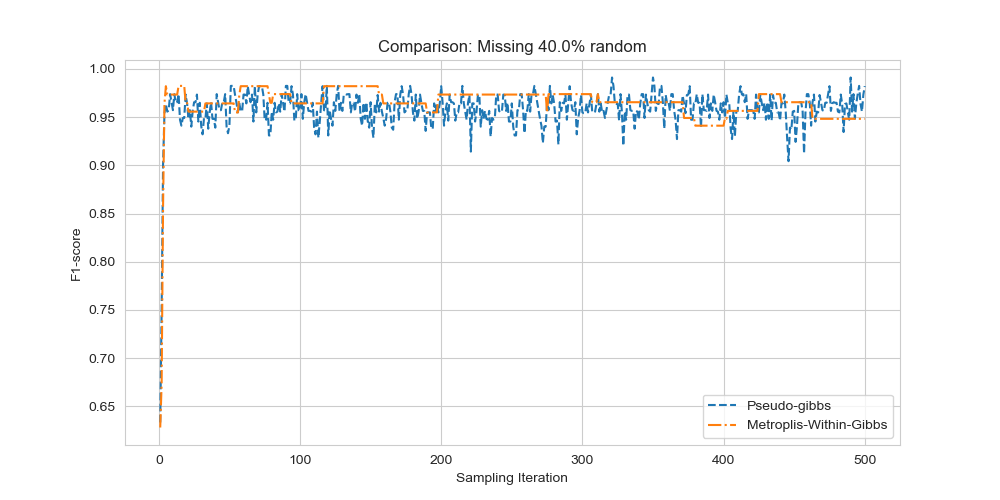 Comparison: Missing 40.0% random
1.00
0.95
0.90
0.85
0.80
0.75
0.70
0.65
F1-score
0 100 200 300 400 500
Sampling Iteration
Pseudo-gibbs
Metroplis-Within-Gibbs